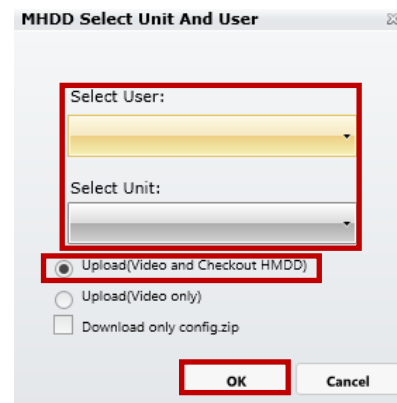 MHDD Select Unit And User
Select User:
Select Unit:
Upload(Video and Checkout HMDD)
Upload(Video only)
Download only config.zip
OK Cancel